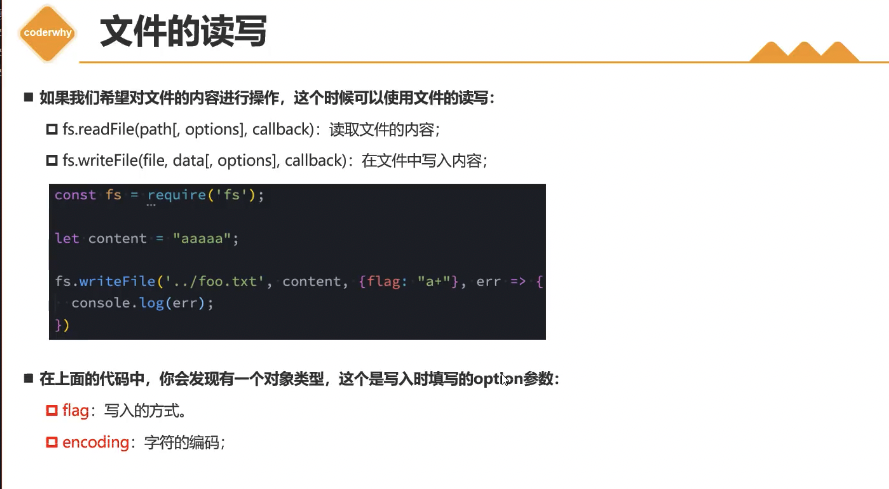 coderwhy
文件的读写
如果我们希望对文件的内容进行操作，这个时候可以使用文件的读写：
fs.readFile(path[, options], callback)：读取文件的内容；
fs.writeFile(file, data[, options], callback)：在文件中写入内容；
const fs = require('fs');
let content = "aaaaa";
fs.writeFile('../foo.txt', content, {flag: "a+"}, err => {
console.log(err);
})
在上面的代码中，你会发现有一个对象类型，这个是写入时填写的option参数：
flag：写入的方式。
encoding：字符的编码；